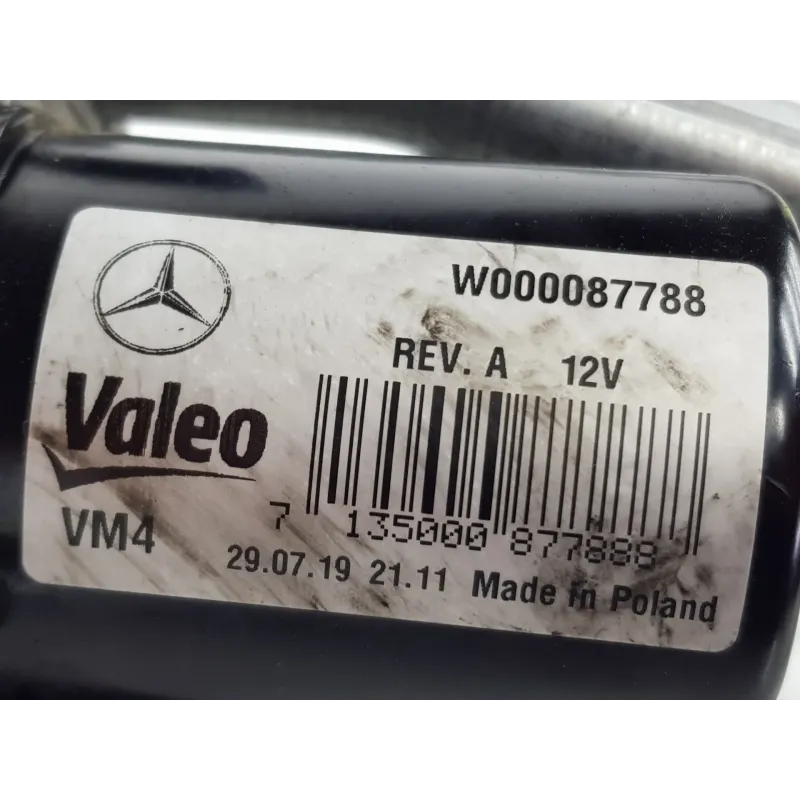 W000087788
REV. A 12V
Valeo
VM4
7 135000 877888
29.07.19 21.11 Made in Poland